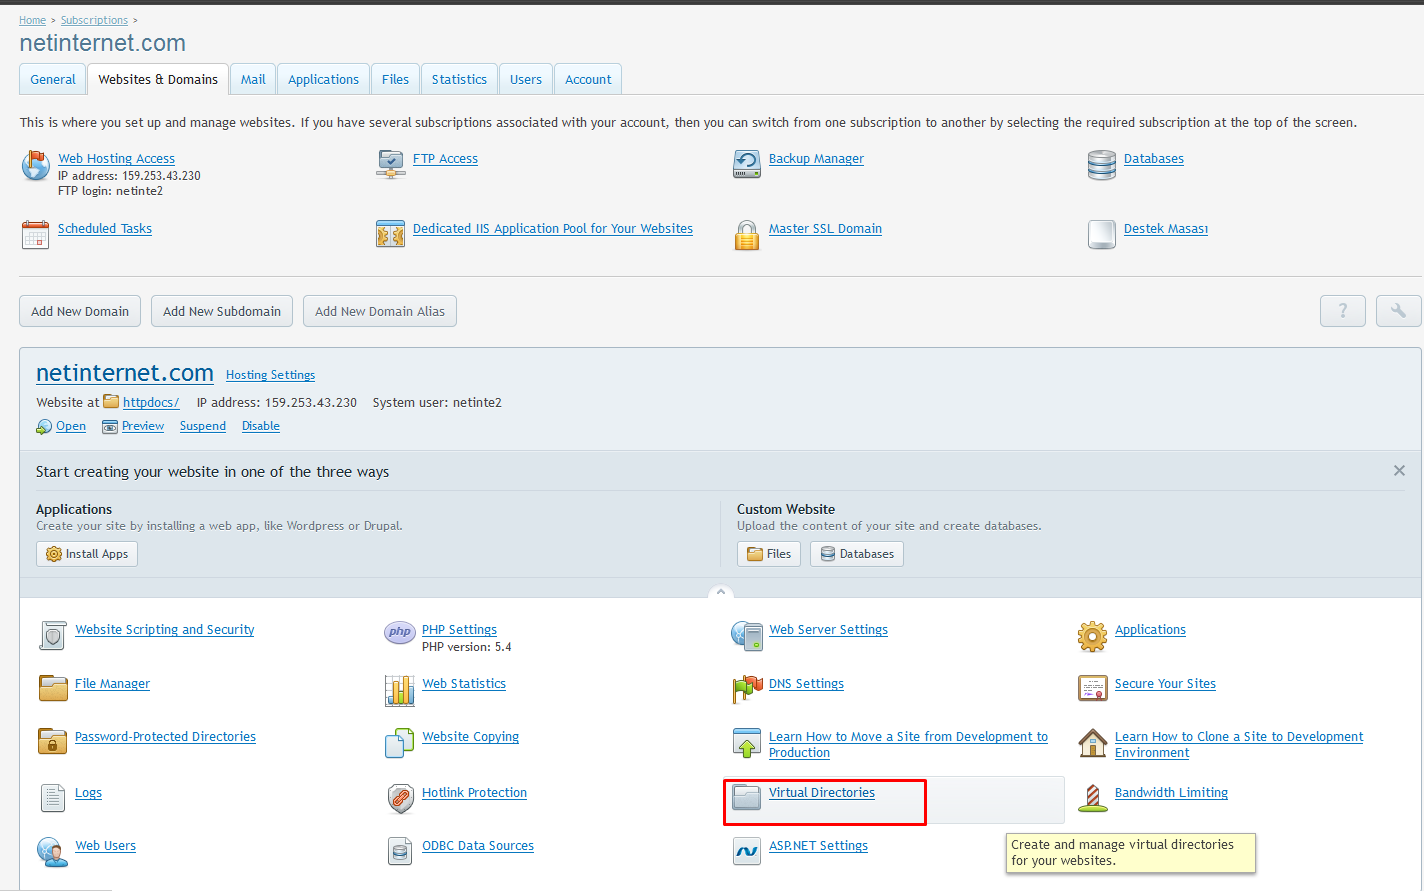 Home > Subscriptions >
netinternet.com
General Websites & Domains Mail Applications Files Statistics Users Account
This is where you set up and manage websites. If you have several subscriptions associated with your account, then you can switch from one subscription to another by selecting the required subscription at the top of the screen.
Web Hosting Access
IP address: 159.253.43.230
FTP login: netinte2
FTP Access
Backup Manager
Databases
Scheduled Tasks
Dedicated IIS Application Pool for Your Websites
Master SSL Domain
Destek Masası
Add New Domain Add New Subdomain Add New Domain Alias ?
netinternet.com Hosting Settings
Website at httpdocs/ IP address: 159.253.43.230 System user: netinte2
Open Preview Suspend Disable
Start creating your website in one of the three ways
Applications
Create your site by installing a web app, like Wordpress or Drupal.
Install Apps
Custom Website
Upload the content of your site and create databases.
Files Databases
Website Scripting and Security
php PHP Settings
PHP version: 5.4
Web Server Settings
Applications
File Manager
Web Statistics
DNS Settings
Secure Your Sites
Password-Protected Directories
Website Copying
Learn How to Move a Site from Development to
Production
Learn How to Clone a Site to Development
Environment
Logs
Hotlink Protection
Virtual Directories
Bandwidth Limiting
Web Users
ODBC Data Sources
ASP.NET Settings
Create and manage virtual directories
for your websites.